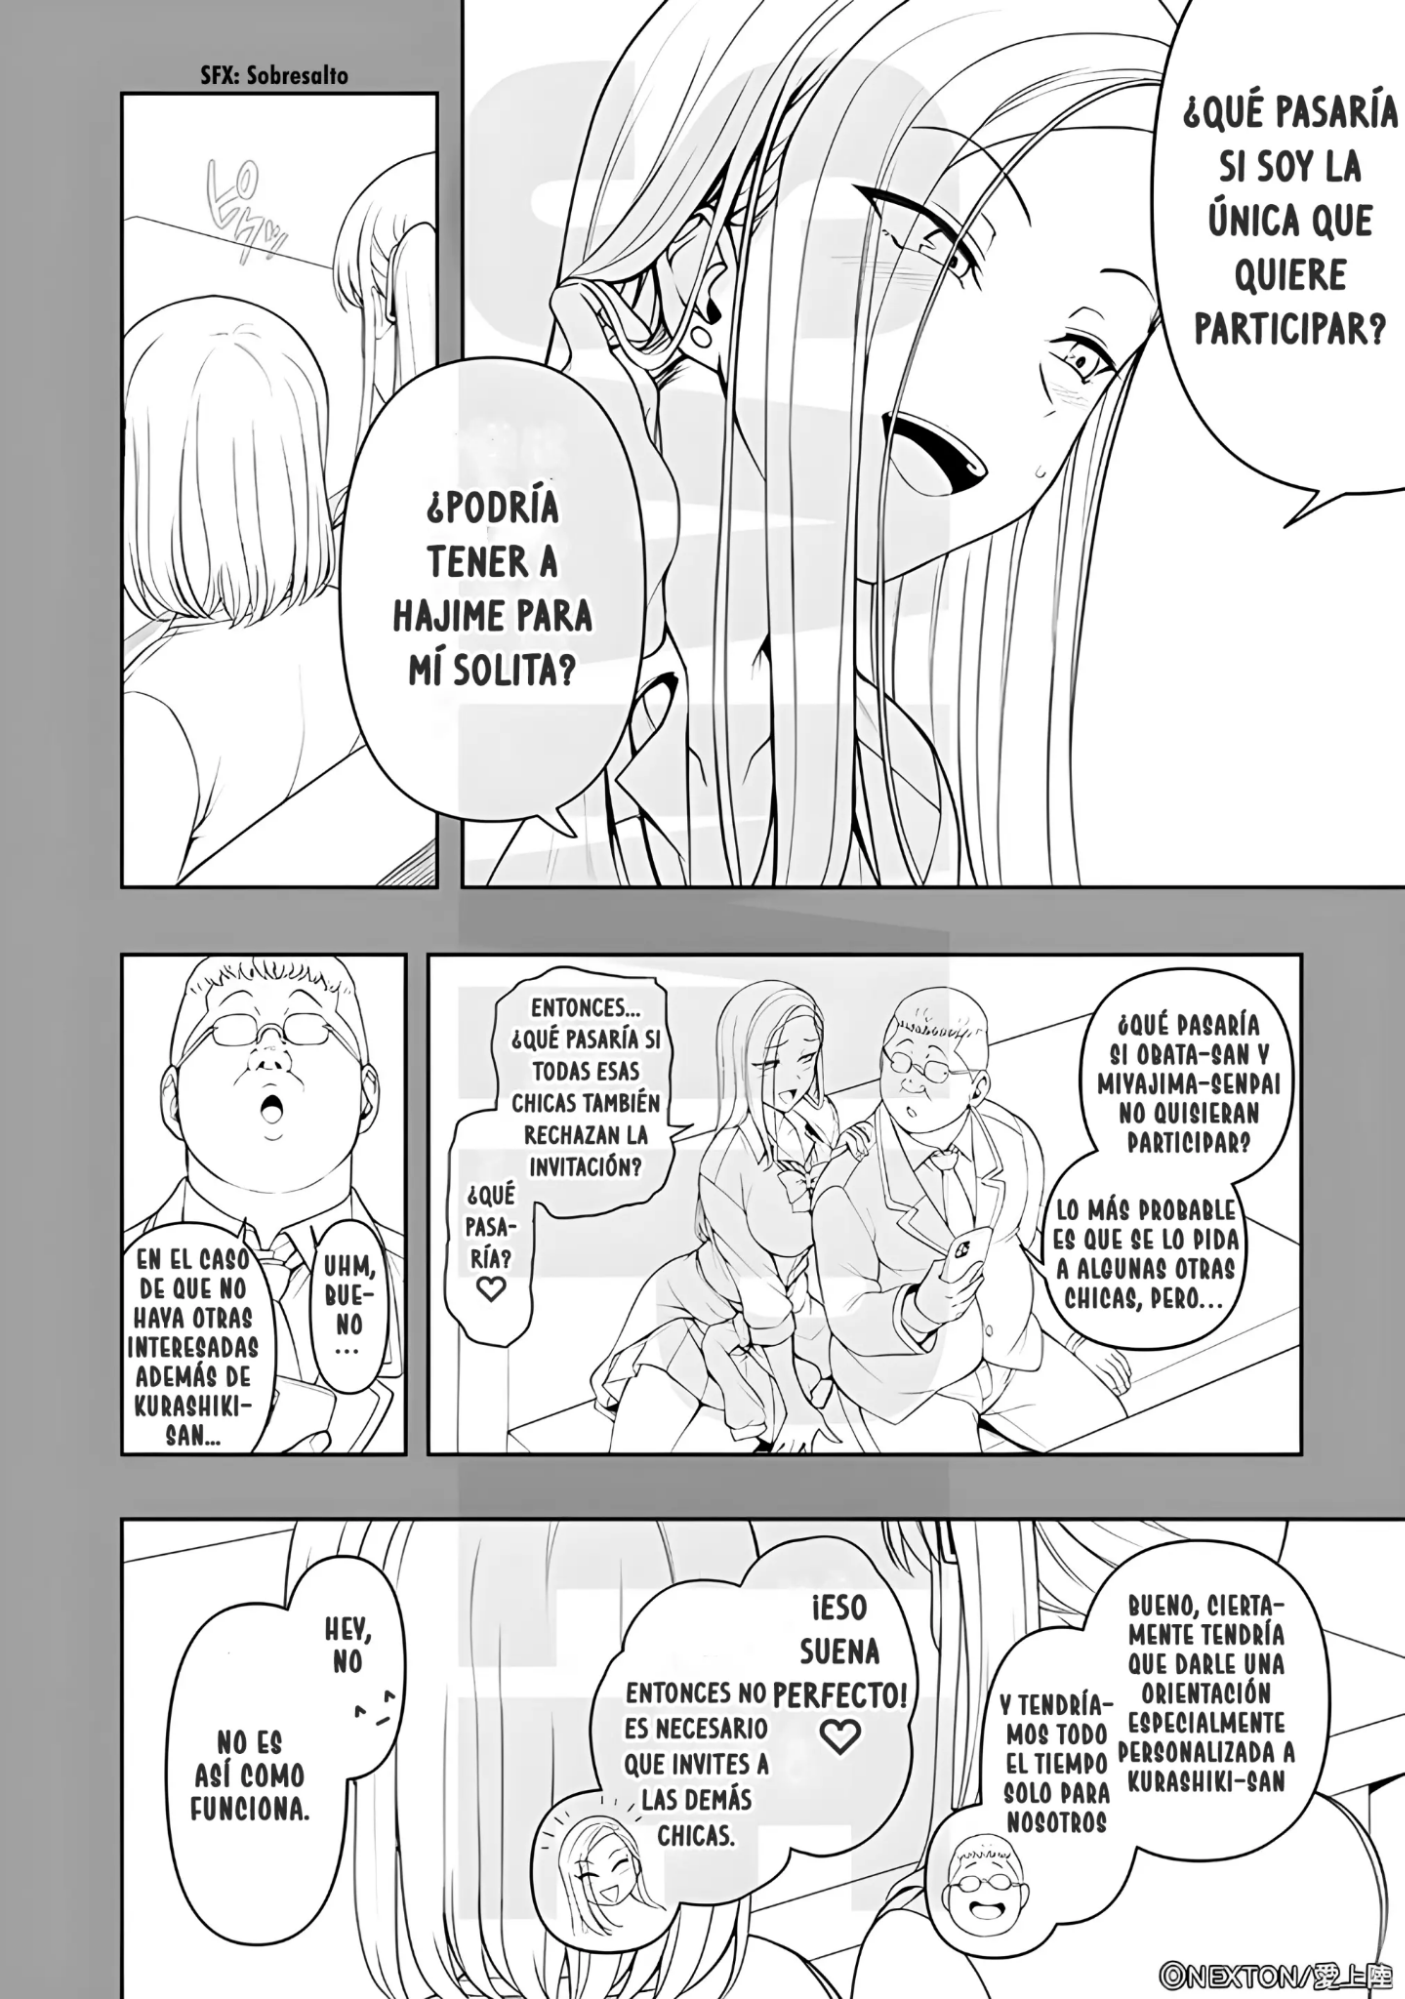 ¿QUÉ PASARÍA
SI SOY LA
ÚNICA QUE
QUIERE
PARTICIPAR?
¿PODRÍA
TENER A
HAJIME PARA
MÍ SOLITA?
SFX: Sobresalto
ピクッ
¿QUÉ PASARÍA
SI OBATA-SAN Y
MIYAJIMA-SENPAI
NO QUISIERAN
PARTICIPAR?
LO MÁS PROBABLE
ES QUE SE LO PIDA
A ALGUNAS OTRAS
CHICAS, PERO...
ENTONCES...
¿QUÉ PASARÍA SI
TODAS ESAS
CHICAS TAMBIÉN
RECHAZAN LA
INVITACIÓN?
¿QUÉ
PASA-
RÍA?
♡
UHM,
BUE-
NO
...
EN EL CASO
DE QUE NO
HAYA OTRAS
INTERESADAS
ADEMÁS DE
KURASHIKI-
SAN...
BUENO, CIERTA-
MENTE TENDRÍA
QUE DARLE UNA
ORIENTACIÓN
ESPECIALMENTE
PERSONALIZADA A
KURASHIKI-SAN
Y TENDRÍA-
MOS TODO
EL TIEMPO
SOLO PARA
NOSOTROS
¡ESO
SUENA
PERFECTO!
♡
ENTONCES NO
ES NECESARIO
QUE INVITES A
LAS DEMÁS
CHICAS.
HEY,
NO
NO ES
ASÍ COMO
FUNCIONA.
©NEXTON/愛上陸